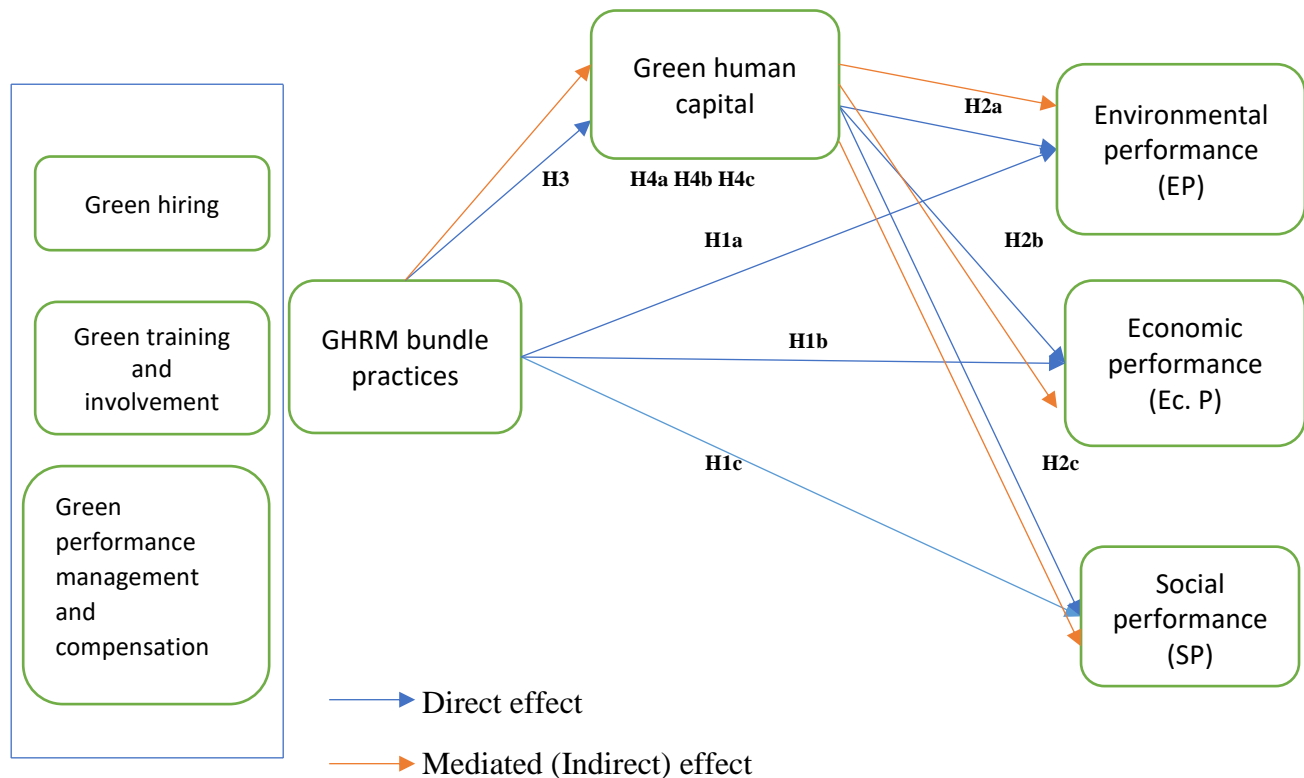 Green hiring
Green training
and
involvement
Green
performance
management
and
compensation
GHRM bundle
practices
Green human
capital
H3
H4a H4b H4c
H1a
H1b
H1c
H2a
H2b
H2c
Environmental
performance
(EP)
Economic
performance
(Ec. P)
Social
performance
(SP)
Direct effect
Mediated (Indirect) effect